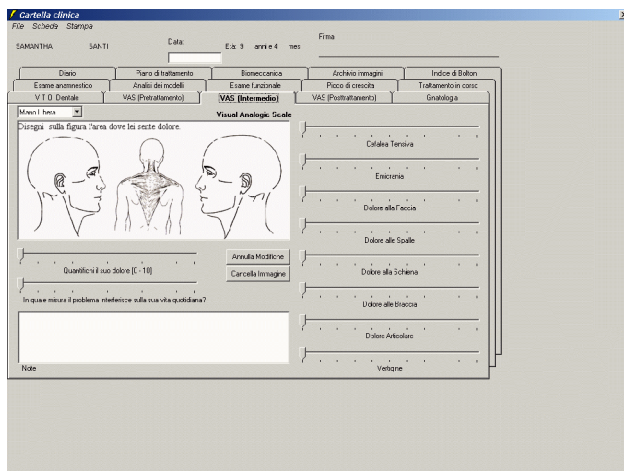 Cartella clinica
File Scheda Stampa
SAMANTHA SANTI
Data:
Età: 9 anni e 4 mes
Firma
Diario Piano di trattamento Biomeccanica Archivio immagini Indice di Bolton
Esame anamnestico Analisi dei modelli Esame funzionale Picco di crescita Trattamento in corso
V.T.O. Dentale VAS (Pretrattamento) VAS (Intermedio) VAS (Posttrattamento) Gnatologia
Mano Libera
Visual Analogic Scale
Disegni sulla figura l'area dove lei sente dolore.
Cefalea Tensiva
Emicrania
Dolore alla Faccia
Dolore alle Spalle
Dolore alla Schiena
Dolore alle Braccia
Dolore Articolare
Vertigine
Annulla Modifiche
Cancella Immagine
Quantifichi il suo dolore [0 - 10]
In quale misura il problema interferisce sulla sua vita quotidiana?
Note